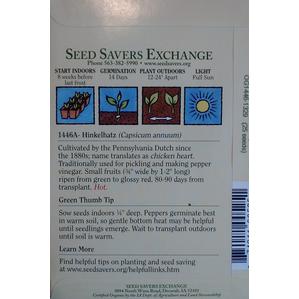 SEED SAVERS EXCHANGE
Phone 563-382-5990 • www.seedsavers.org
START INDOORS
8 weeks before
last frost
GERMINATION
14 Days
PLANT OUTDOORS
12-24" Apart
LIGHT
Full Sun
1446A- Hinkelhatz (Capsicum annuum)
Cultivated by the Pennsylvania Dutch since
the 1880s; name translates as chicken heart.
Traditionally used for pickling and making pepper
vinegar. Small fruits (¾" wide by 1-2" long)
ripen from green to glossy red. 80-90 days from
transplant. Hot.
Green Thumb Tip
Sow seeds indoors ¼" deep. Peppers germinate best
in warm soil, so gentle bottom heat may be helpful
until seedlings emerge. Wait to transplant outdoors
until soil is warm.
Learn More
Find helpful tips on planting and seed saving
at www.seedsavers.org/helpfullinks.htm
SEED SAVERS EXCHANGE
3094 North Winn Road, Decorah, IA 52101
Certified Organic by the IA Dept. of Agriculture and Land Stewardship
OG1446-1329 (25 seeds)